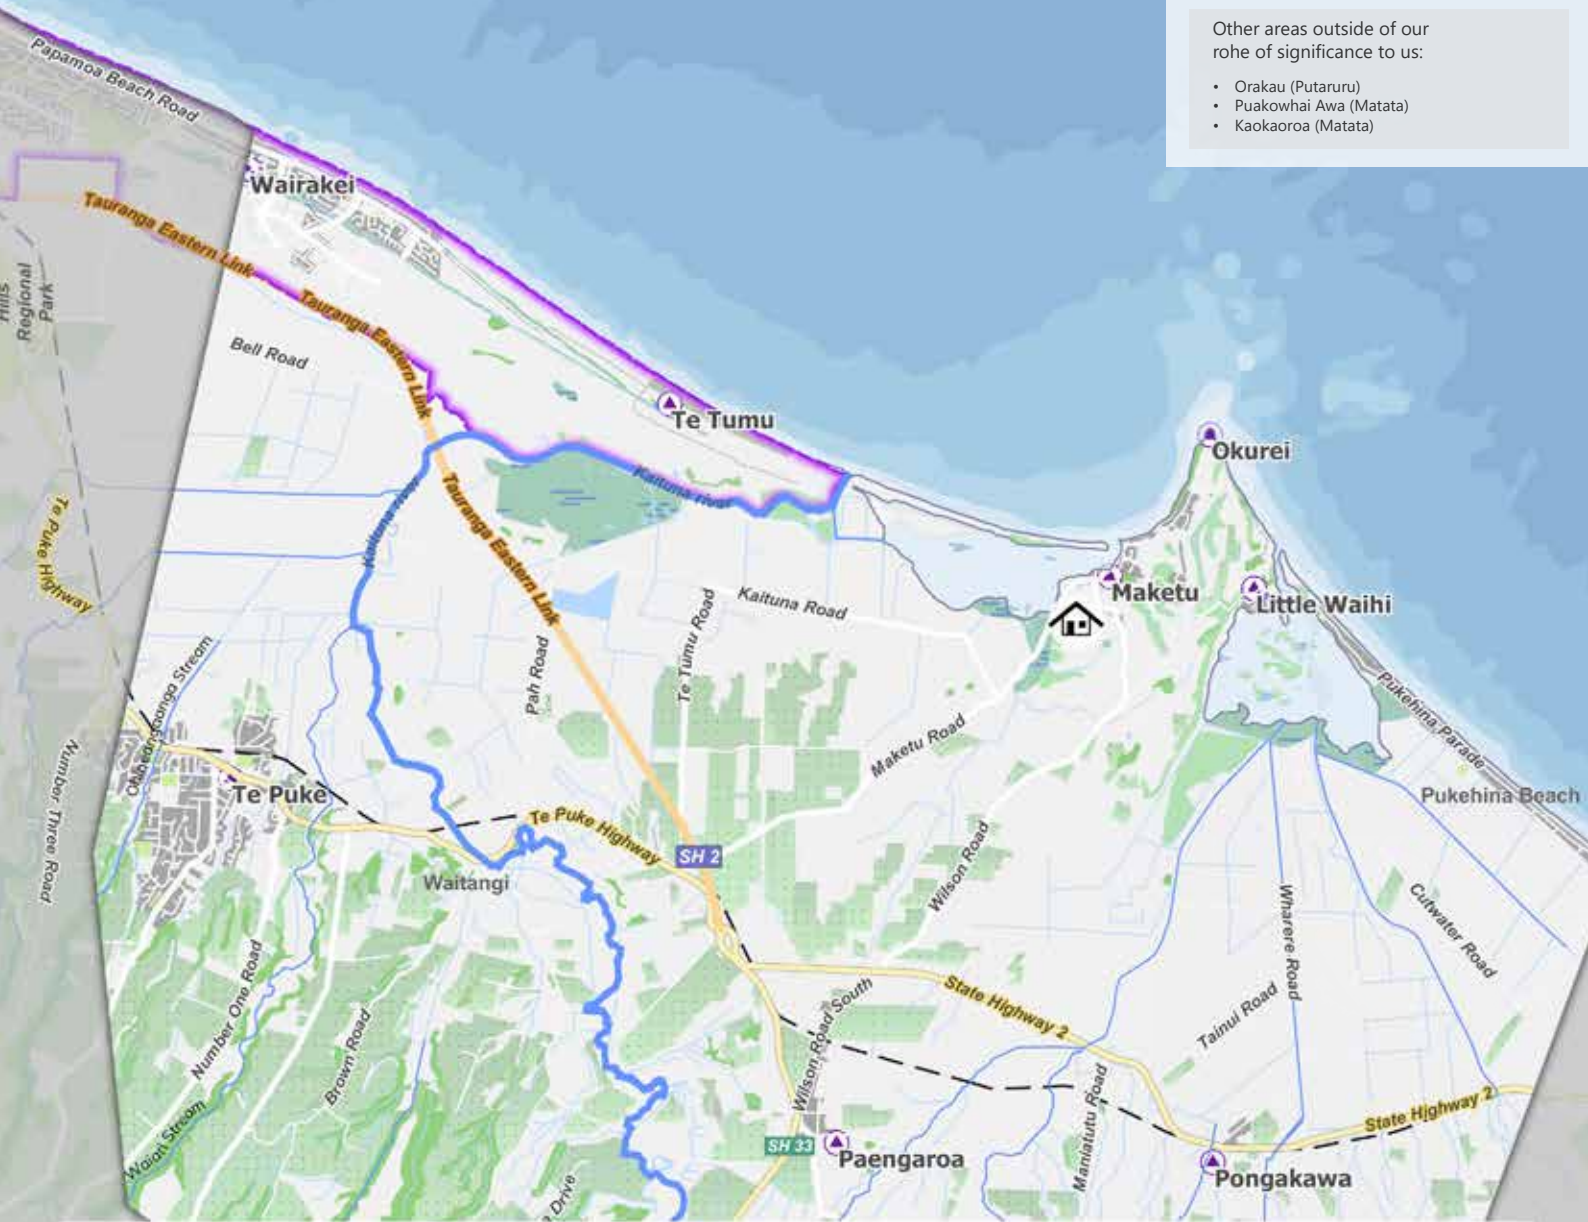 Other areas outside of our
rohe of significance to us:
• Orakau (Putaruru)
• Puakowhai Awa (Matata)
• Kaokaoroa (Matata)
Papamoa Beach Road
Wairakei
Tauranga Eastern Link
Hills
Regional
Park
Tauranga Eastern Link
Bell Road
Te Tumu
Okurei
Kaituna river
Kaituna river
Tauranga Eastern Link
Te Puke Highway
Maketu
Little Waihi
Kaituna Road
Te Tumu Road
Pah Road
Pukehina Parade
Maketu Road
Number Three Road
Te Puke
Pukehina Beach
Te Puke Highway
SH 2
Waitangi
Wilson Road
Wharere Road
Cutwater Road
Number One Road
Brown Road
Wilson Road South
State Highway 2
Tainui Road
Waiari Stream
Maniatutu Road
State Highway 2
SH 33
Paengaroa
Pongakawa
Drive